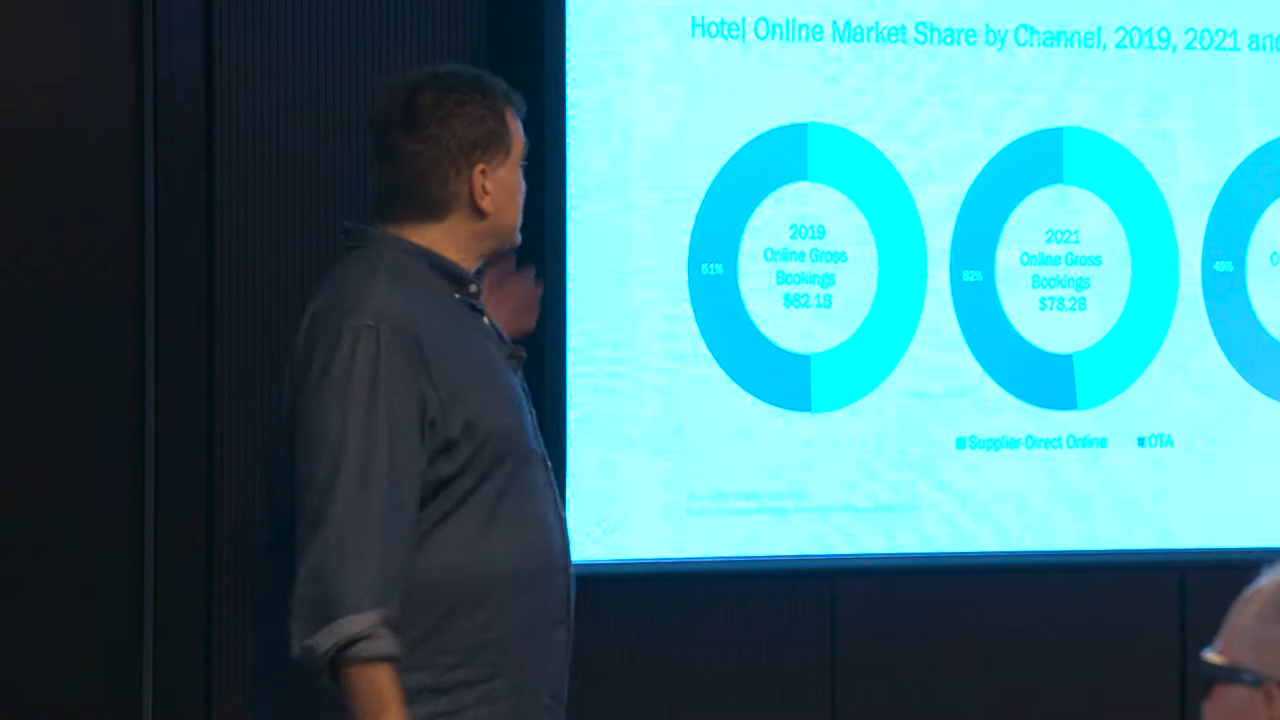 Hotel Online Market Share by Channel, 2019, 2021 and
51%
2019
Online Gross
Bookings
$82.1B
52%
2021
Online Gross
Bookings
$78.2B
49%
Supplier-Direct Online
OTA